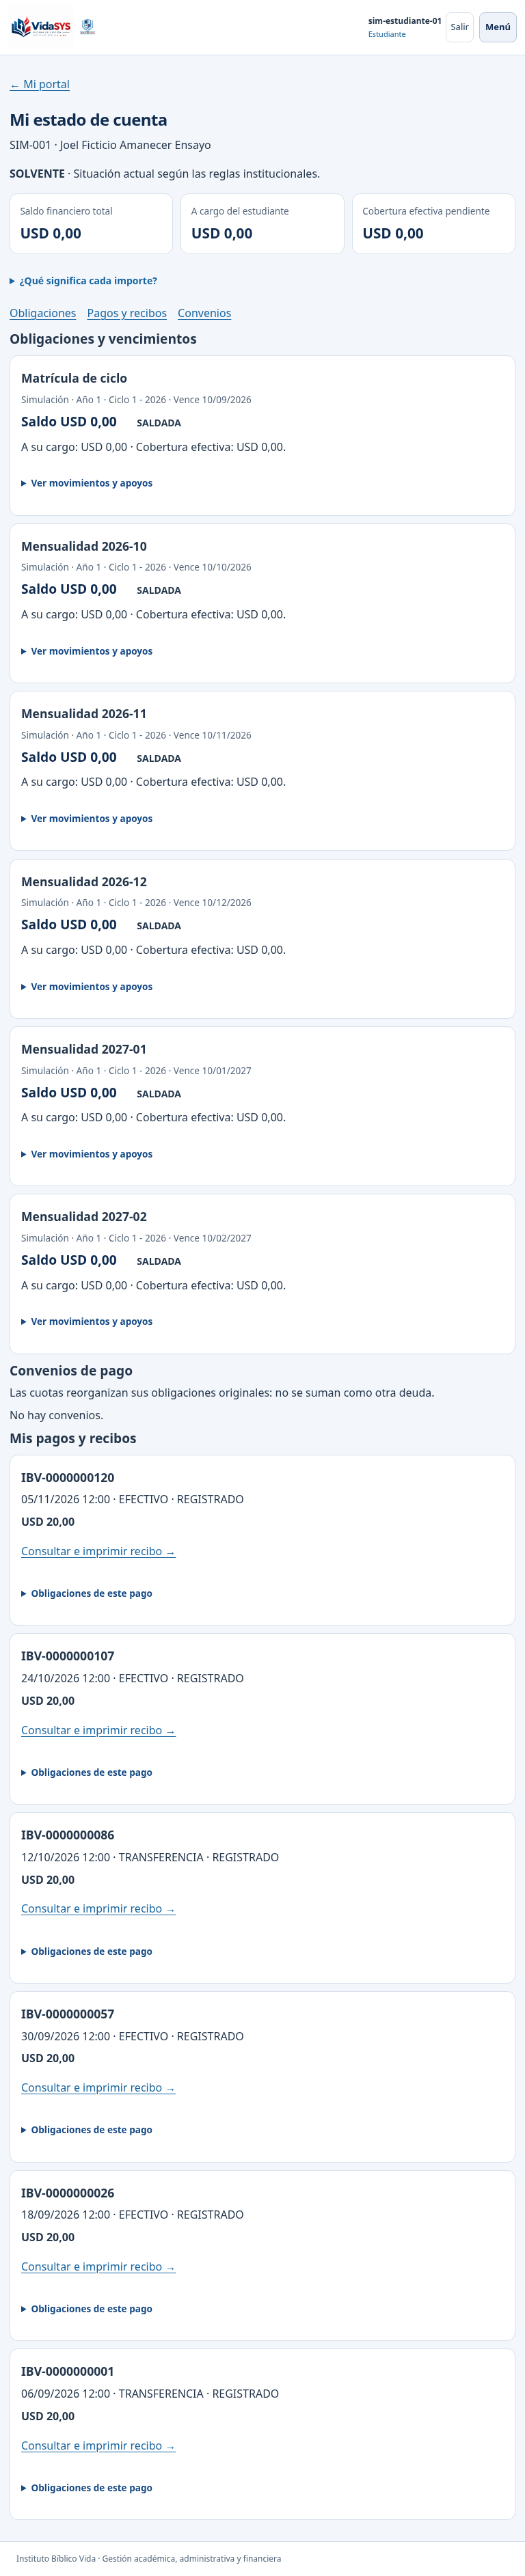 VidaSYS
sim-estudiante-01
Estudiante
Salir
Menú
← Mi portal
Mi estado de cuenta
SIM-001 · Joel Ficticio Amanecer Ensayo
SOLVENTE · Situación actual según las reglas institucionales.
Saldo financiero total
USD 0,00
A cargo del estudiante
USD 0,00
Cobertura efectiva pendiente
USD 0,00
▶ ¿Qué significa cada importe?
Obligaciones Pagos y recibos Convenios
Obligaciones y vencimientos
Matrícula de ciclo
Simulación · Año 1 · Ciclo 1 - 2026 · Vence 10/09/2026
Saldo USD 0,00 SALDADA
A su cargo: USD 0,00 · Cobertura efectiva: USD 0,00.
▶ Ver movimientos y apoyos
Mensualidad 2026-10
Simulación · Año 1 · Ciclo 1 - 2026 · Vence 10/10/2026
Saldo USD 0,00 SALDADA
A su cargo: USD 0,00 · Cobertura efectiva: USD 0,00.
▶ Ver movimientos y apoyos
Mensualidad 2026-11
Simulación · Año 1 · Ciclo 1 - 2026 · Vence 10/11/2026
Saldo USD 0,00 SALDADA
A su cargo: USD 0,00 · Cobertura efectiva: USD 0,00.
▶ Ver movimientos y apoyos
Mensualidad 2026-12
Simulación · Año 1 · Ciclo 1 - 2026 · Vence 10/12/2026
Saldo USD 0,00 SALDADA
A su cargo: USD 0,00 · Cobertura efectiva: USD 0,00.
▶ Ver movimientos y apoyos
Mensualidad 2027-01
Simulación · Año 1 · Ciclo 1 - 2026 · Vence 10/01/2027
Saldo USD 0,00 SALDADA
A su cargo: USD 0,00 · Cobertura efectiva: USD 0,00.
▶ Ver movimientos y apoyos
Mensualidad 2027-02
Simulación · Año 1 · Ciclo 1 - 2026 · Vence 10/02/2027
Saldo USD 0,00 SALDADA
A su cargo: USD 0,00 · Cobertura efectiva: USD 0,00.
▶ Ver movimientos y apoyos
Convenios de pago
Las cuotas reorganizan sus obligaciones originales: no se suman como otra deuda.
No hay convenios.
Mis pagos y recibos
IBV-0000000120
05/11/2026 12:00 · EFECTIVO · REGISTRADO
USD 20,00
Consultar e imprimir recibo →
▶ Obligaciones de este pago
IBV-0000000107
24/10/2026 12:00 · EFECTIVO · REGISTRADO
USD 20,00
Consultar e imprimir recibo →
▶ Obligaciones de este pago
IBV-0000000086
12/10/2026 12:00 · TRANSFERENCIA · REGISTRADO
USD 20,00
Consultar e imprimir recibo →
▶ Obligaciones de este pago
IBV-0000000057
30/09/2026 12:00 · EFECTIVO · REGISTRADO
USD 20,00
Consultar e imprimir recibo →
▶ Obligaciones de este pago
IBV-0000000026
18/09/2026 12:00 · EFECTIVO · REGISTRADO
USD 20,00
Consultar e imprimir recibo →
▶ Obligaciones de este pago
IBV-0000000001
06/09/2026 12:00 · TRANSFERENCIA · REGISTRADO
USD 20,00
Consultar e imprimir recibo →
▶ Obligaciones de este pago
Instituto Bíblico Vida · Gestión académica, administrativa y financiera